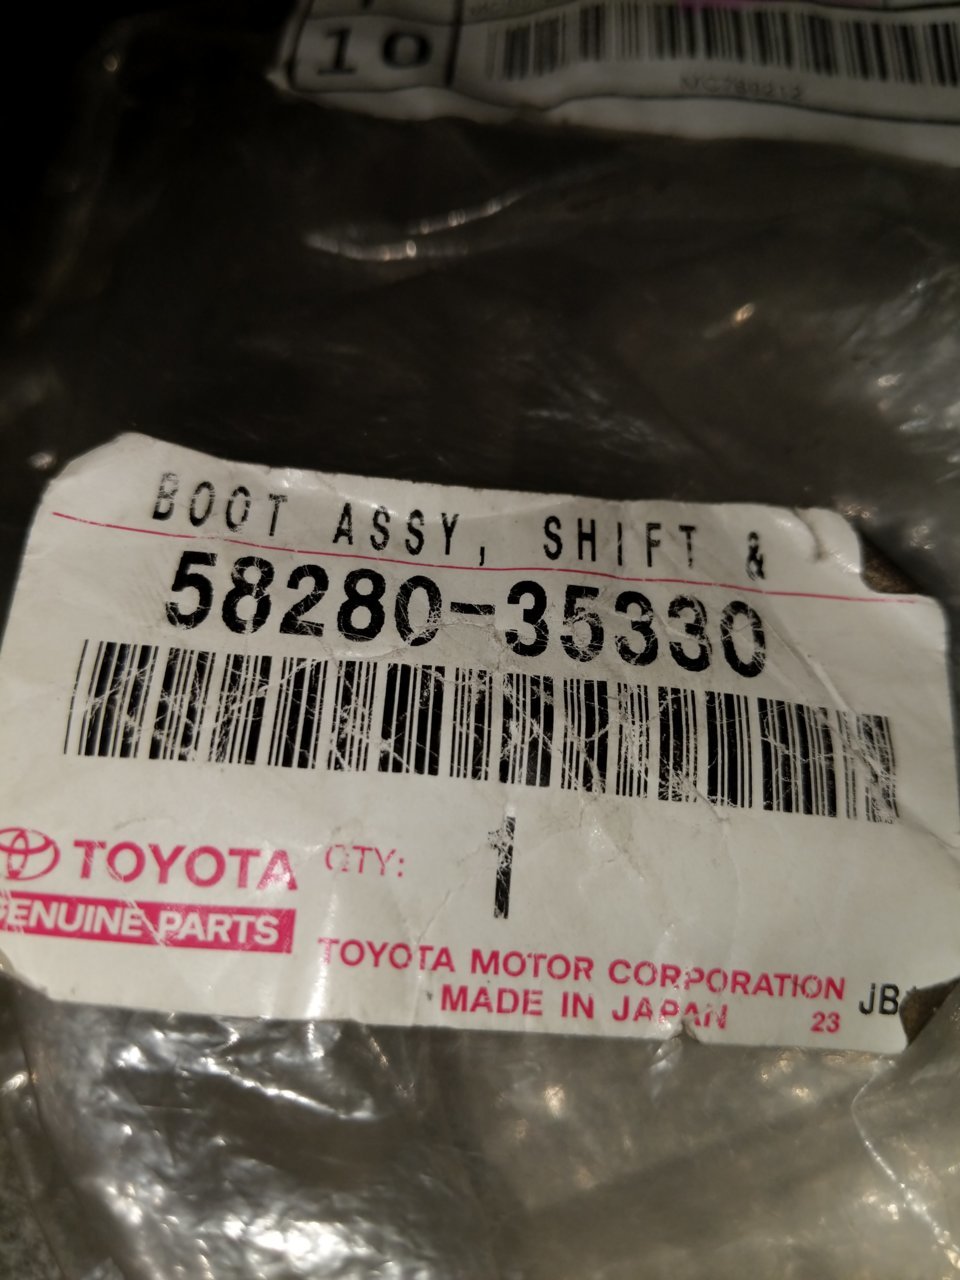 10
BOOT ASSY, SHIFT &
58280-35330
TOYOTA QTY: 1
GENUINE PARTS
TOYOTA MOTOR CORPORATION
MADE IN JAPAN 23 JB